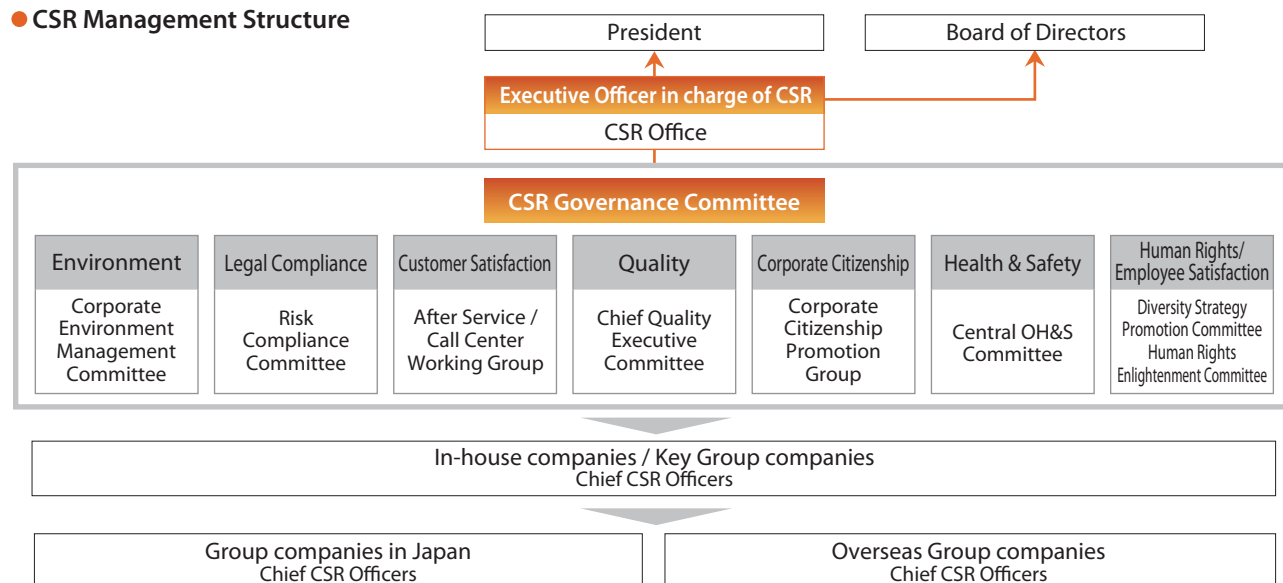 CSR Management Structure
President
Board of Directors
Executive Officer in charge of CSR
CSR Office
CSR Governance Committee
Environment
Corporate
Environment
Management
Committee
Legal Compliance
Risk
Compliance
Committee
Customer Satisfaction
After Service /
Call Center
Working Group
Quality
Chief Quality
Executive
Committee
Corporate Citizenship
Corporate
Citizenship
Promotion
Group
Health & Safety
Central OH&S
Committee
Human Rights/
Employee Satisfaction
Diversity Strategy
Promotion Committee
Human Rights
Enlightenment Committee
In-house companies / Key Group companies
Chief CSR Officers
Group companies in Japan
Chief CSR Officers
Overseas Group companies
Chief CSR Officers